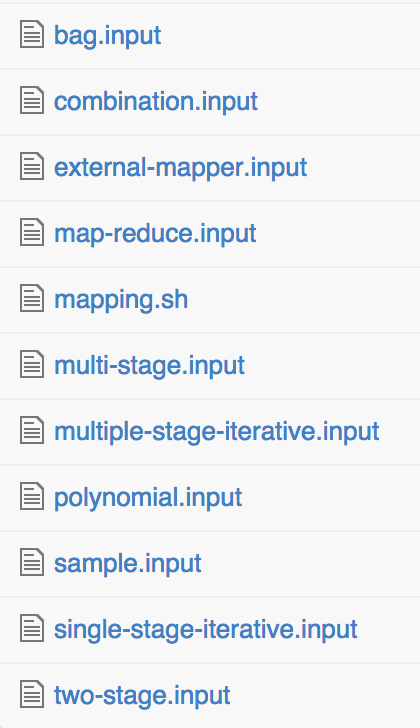 bag.input
combination.input
external-mapper.input
map-reduce.input
mapping.sh
multi-stage.input
multiple-stage-iterative.input
polynomial.input
sample.input
single-stage-iterative.input
two-stage.input